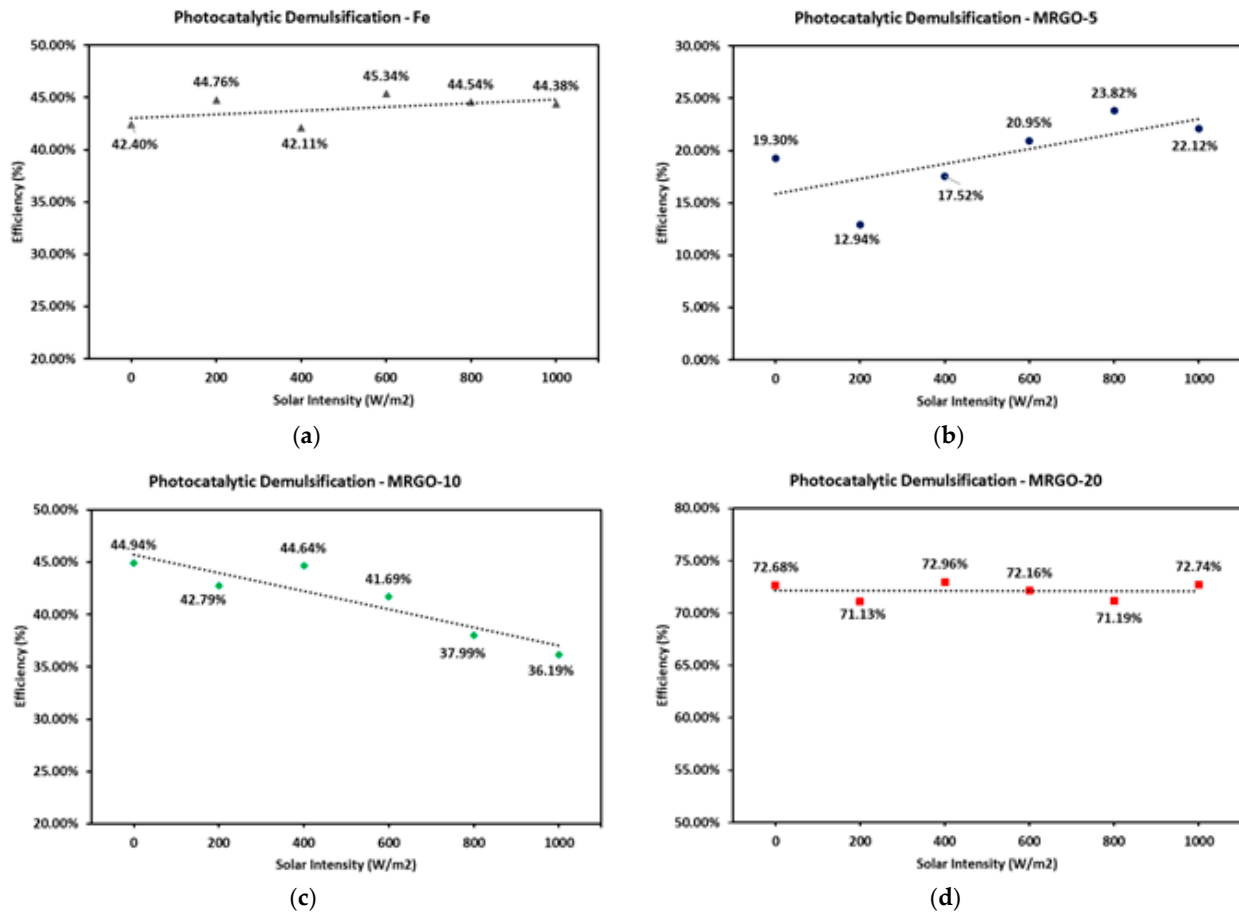 Photocatalytic Demulsification - Fe
50.00%
45.00%
40.00%
35.00%
30.00%
25.00%
20.00%
Efficiency (%)
42.40%
44.76%
42.11%
45.34%
44.54%
44.38%
0 200 400 600 800 1000
Solar Intensity (W/m2)
(a)
Photocatalytic Demulsification - MRGO-5
30.00%
25.00%
20.00%
15.00%
10.00%
5.00%
0.00%
Efficiency (%)
19.30%
12.94%
17.52%
20.95%
23.82%
22.12%
0 200 400 600 800 1000
Solar Intensity (W/m2)
(b)
Photocatalytic Demulsification - MRGO-10
50.00%
45.00%
40.00%
35.00%
30.00%
25.00%
20.00%
Efficiency (%)
44.94%
42.79%
44.64%
41.69%
37.99%
36.19%
0 200 400 600 800 1000
Solar Intensity (W/m2)
(c)
Photocatalytic Demulsification - MRGO-20
80.00%
75.00%
70.00%
65.00%
60.00%
55.00%
50.00%
Efficiency (%)
72.68%
71.13%
72.96%
72.16%
71.19%
72.74%
0 200 400 600 800 1000
Solar Intensity (W/m2)
(d)